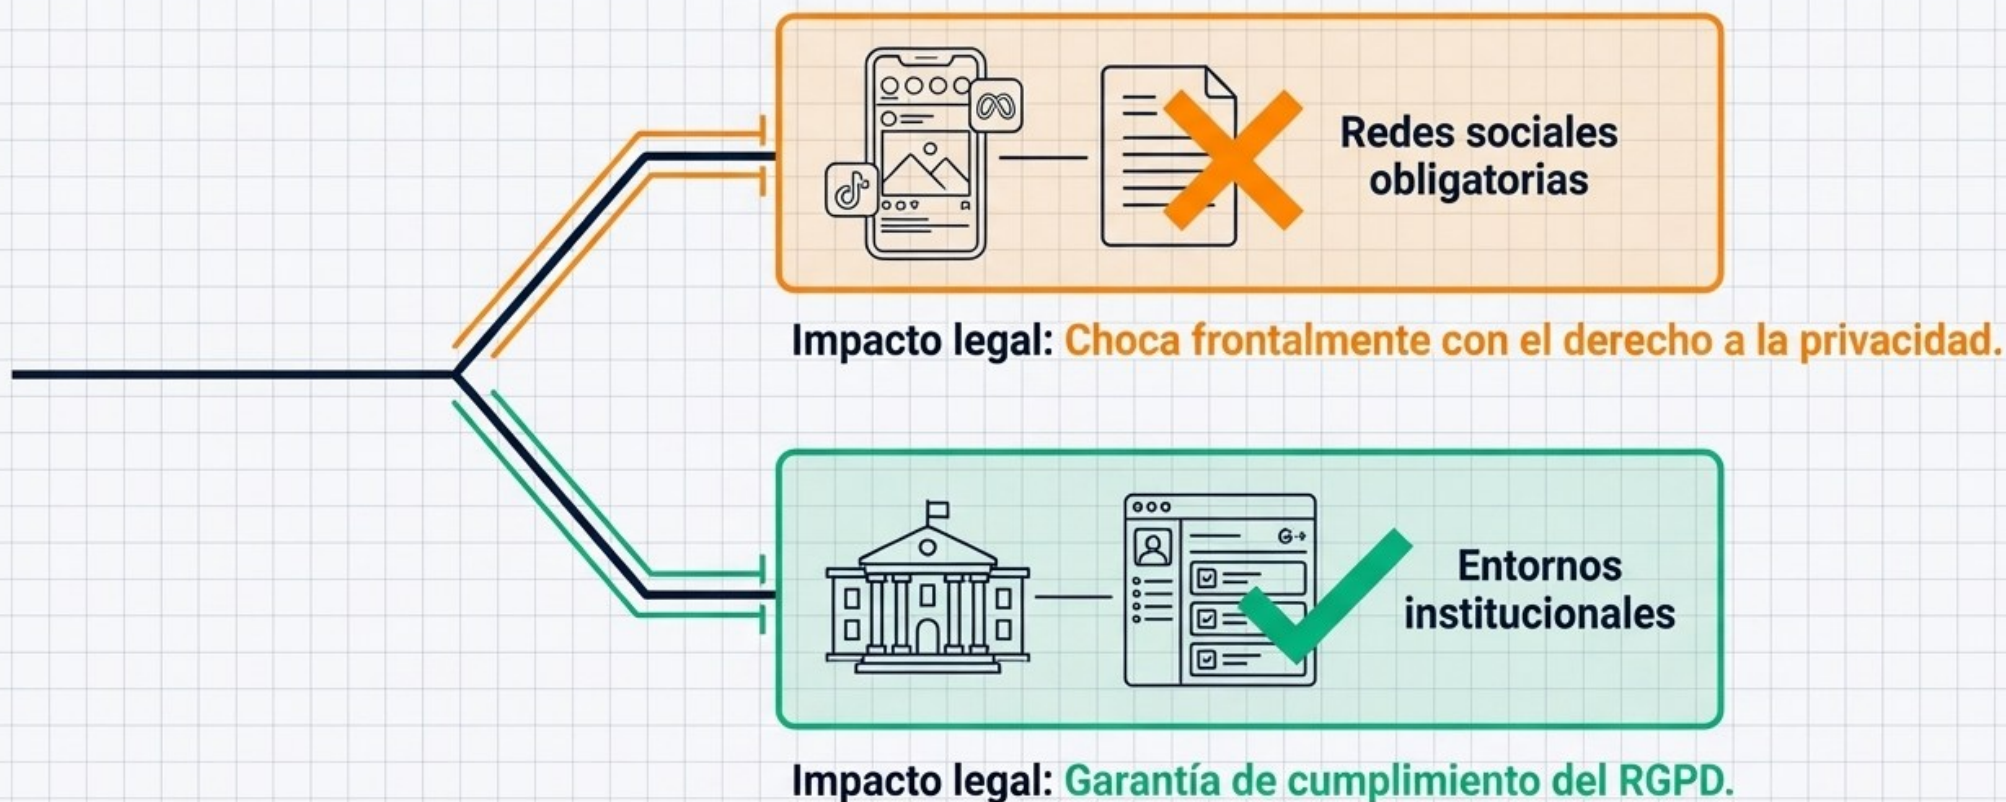 Redes sociales
obligatorias
Impacto legal: Choca frontalmente con el derecho a la privacidad.
Entornos
institucionales
Impacto legal: Garantía de cumplimiento del RGPD.